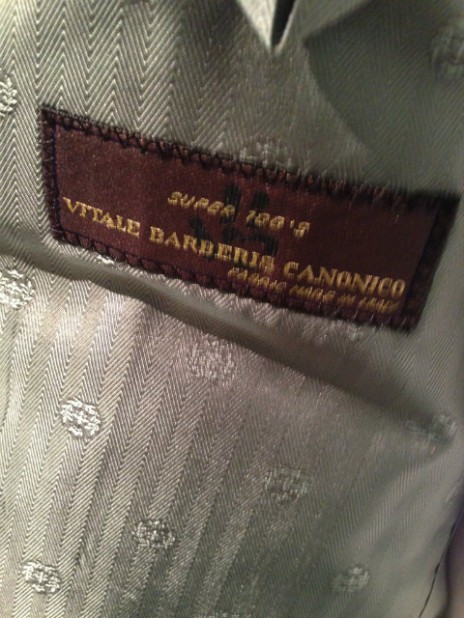 SUPER 100'S
VITALE BARBERIS CANONICO
FABRIC MADE IN ITALY